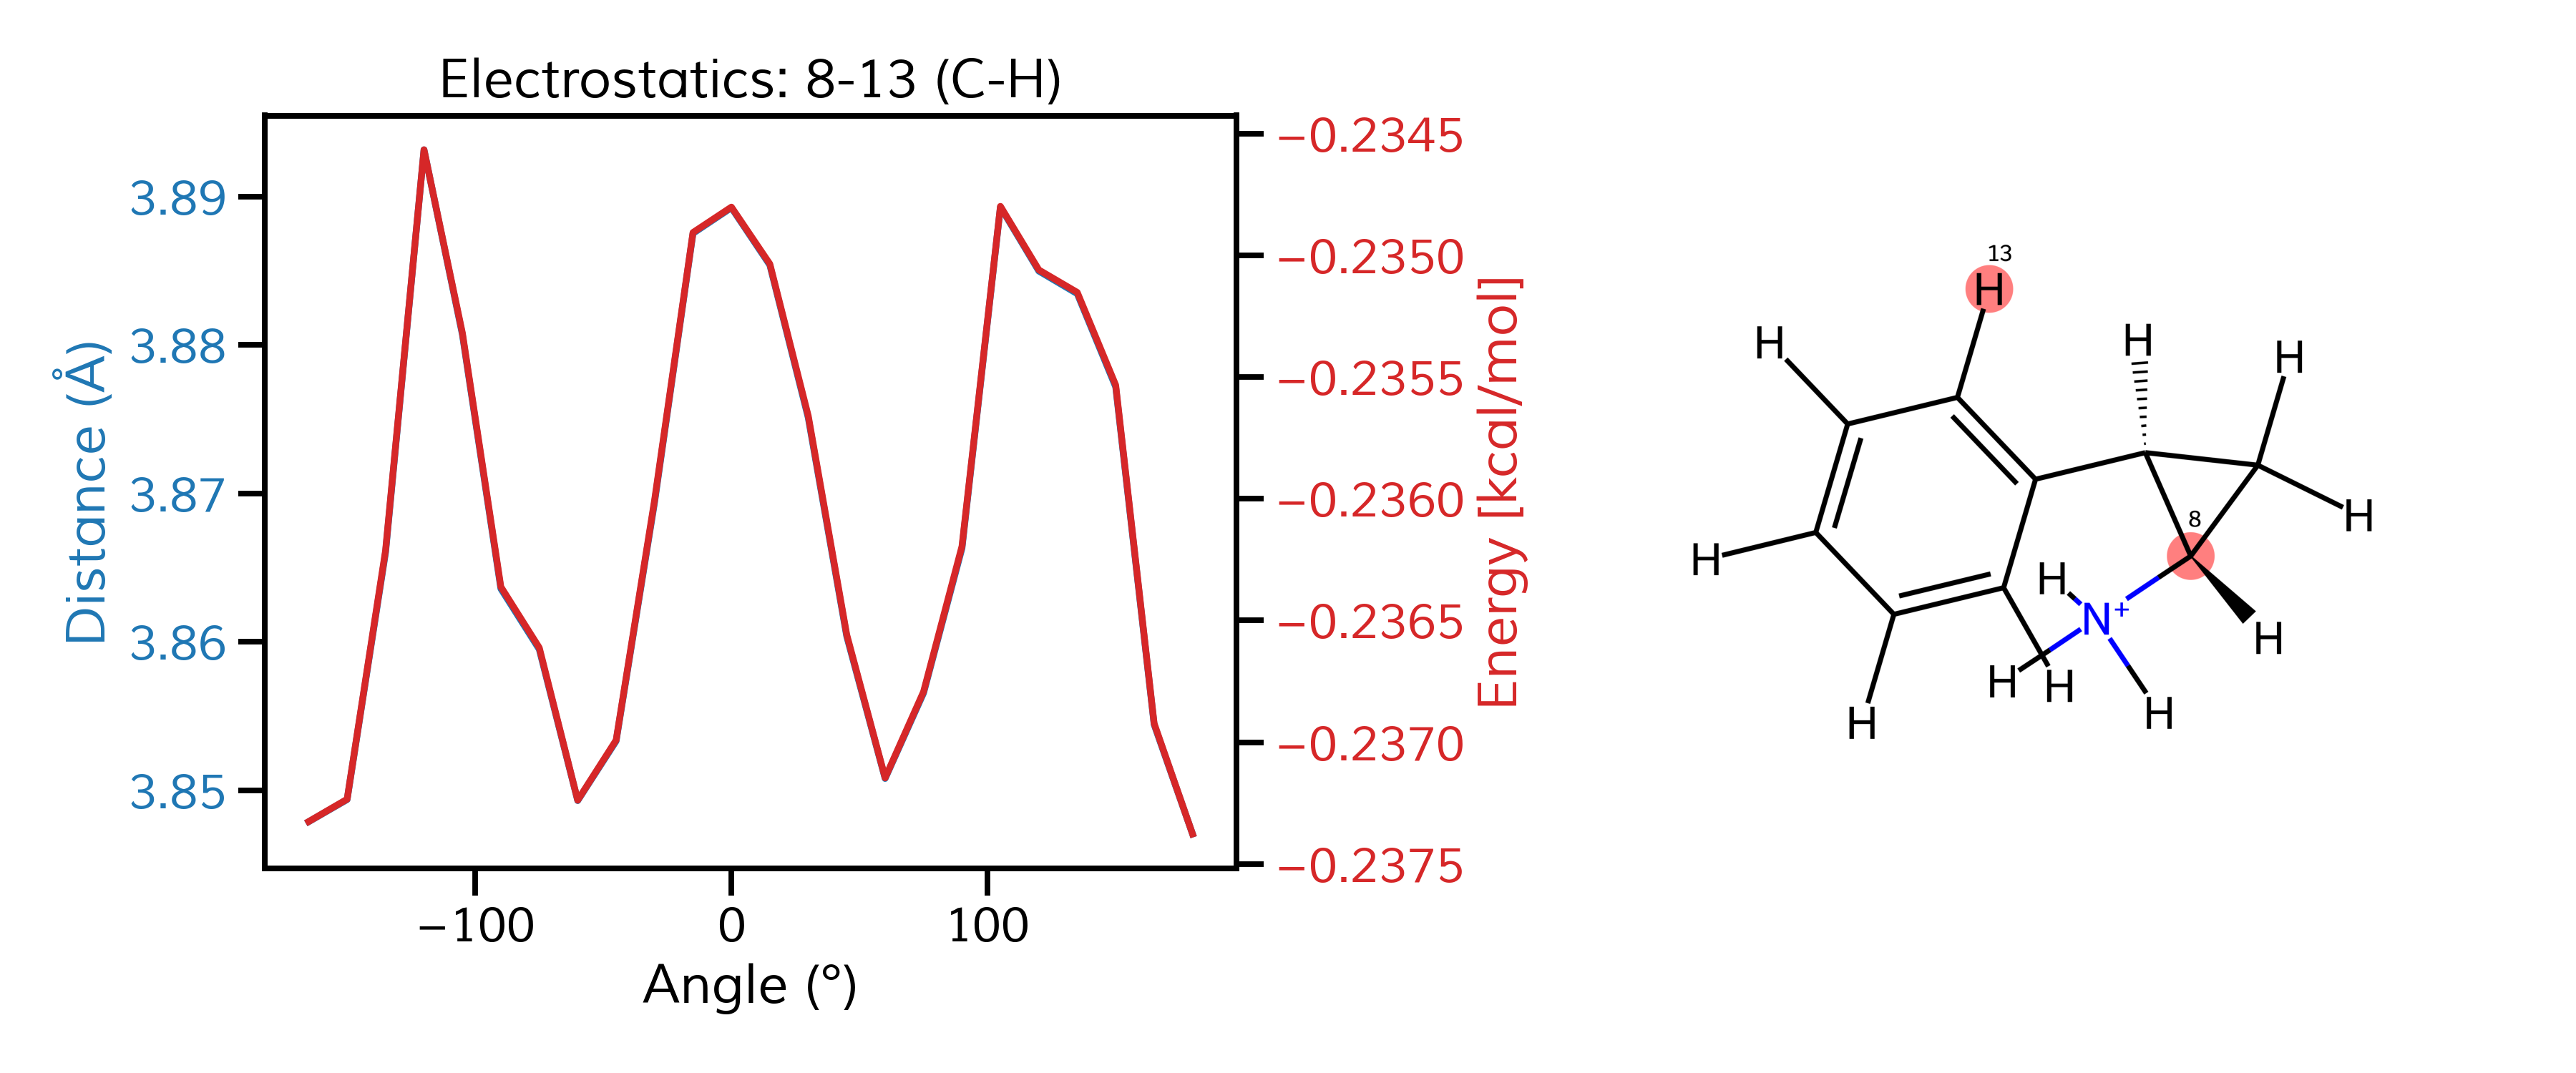 Electrostatics: 8-13 (C-H)
Distance (Å)
3.89
3.88
3.87
3.86
3.85
−0.2345
−0.2350
−0.2355
−0.2360
−0.2365
−0.2370
−0.2375
Energy [kcal/mol]
−100
0
100
Angle (°)
13
H
H
H
H
H
H
8
H
N+
H
H
H
H
H